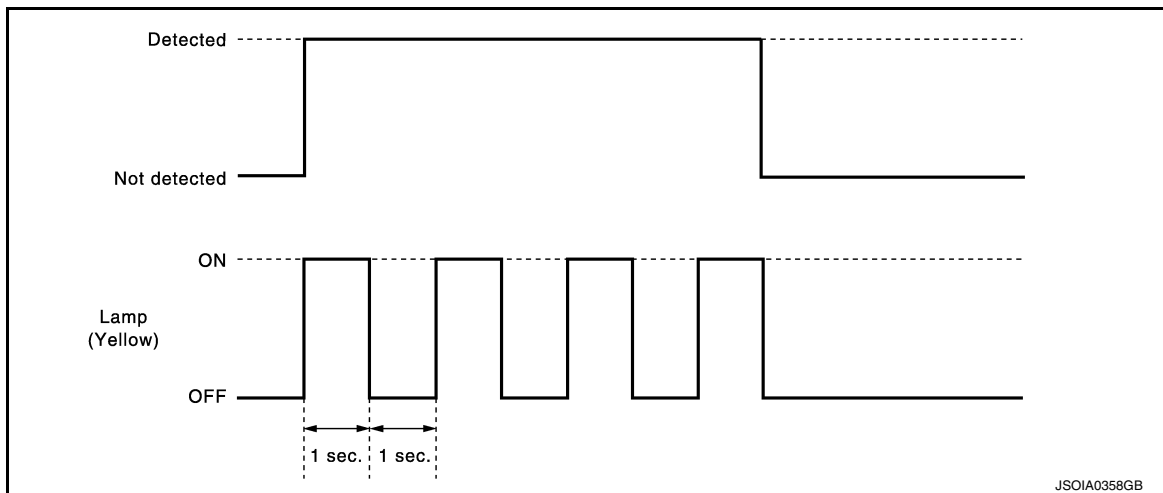 Detected
Not detected
ON
Lamp
(Yellow)
OFF
1 sec. 1 sec.
JSOIA0358GB